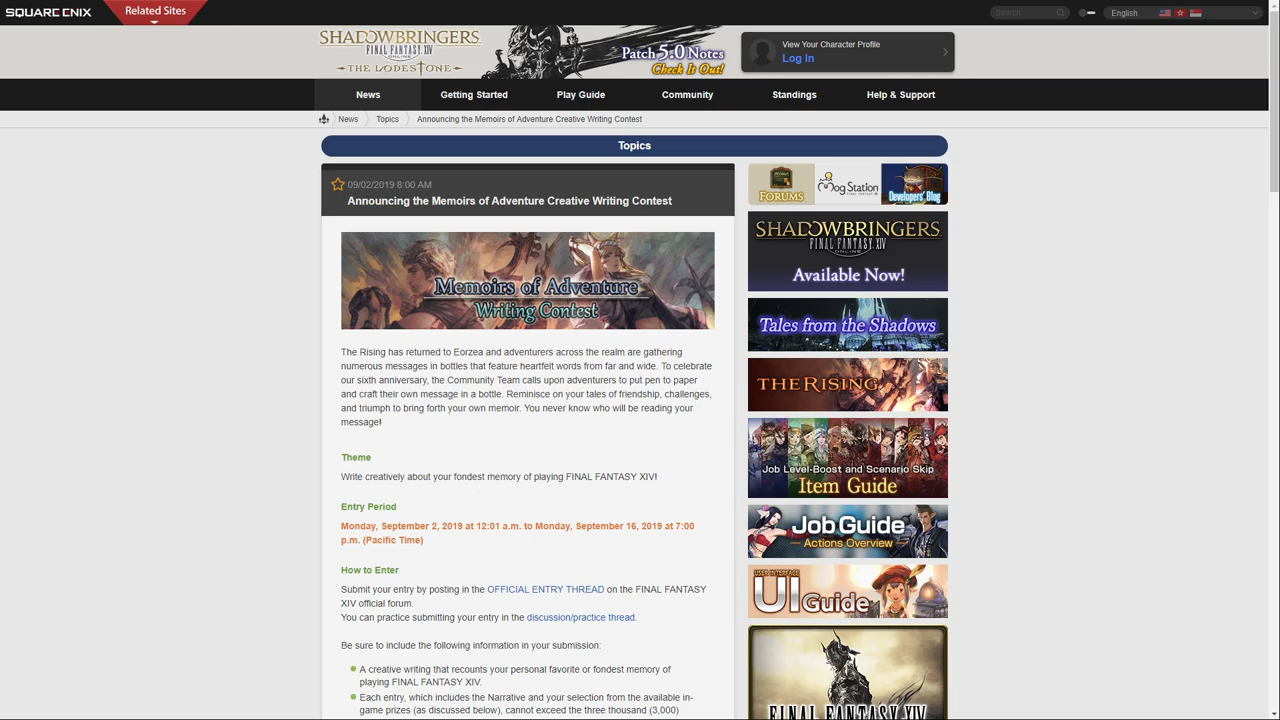 SQUARE ENIX
Related Sites
Search
English
SHADOWBRINGERS
FINAL FANTASY XIV
ONLINE
THE LODESTONE
Patch 5.0 Notes
Check It Out!
View Your Character Profile
Log In
News
Getting Started
Play Guide
Community
Standings
Help & Support
News
Topics
Announcing the Memoirs of Adventure Creative Writing Contest
Topics
09/02/2019 8:00 AM
Announcing the Memoirs of Adventure Creative Writing Contest
Memoirs of Adventure
Writing Contest
The Rising has returned to Eorzea and adventurers across the realm are gathering
numerous messages in bottles that feature heartfelt words from far and wide. To celebrate
our sixth anniversary, the Community Team calls upon adventurers to put pen to paper
and craft their own message in a bottle. Reminisce on your tales of friendship, challenges,
and triumph to bring forth your own memoir. You never know who will be reading your
message!
Theme
Write creatively about your fondest memory of playing FINAL FANTASY XIV!
Entry Period
Monday, September 2, 2019 at 12:01 a.m. to Monday, September 16, 2019 at 7:00
p.m. (Pacific Time)
How to Enter
Submit your entry by posting in the OFFICIAL ENTRY THREAD on the FINAL FANTASY
XIV official forum.
You can practice submitting your entry in the discussion/practice thread.
Be sure to include the following information in your submission:
A creative writing that recounts your personal favorite or fondest memory of
playing FINAL FANTASY XIV.
Each entry, which includes the Narrative and your selection from the available in-
game prizes (as discussed below), cannot exceed the three thousand (3,000)
FORUMS
Mog Station
Developers' Blog
SHADOWBRINGERS
FINAL FANTASY XIV
ONLINE
Available Now!
Tales from the Shadows
THE RISING
Job Level-Boost and Scenario Skip
Item Guide
Job Guide
Actions Overview
USER INTERFACE
UI Guide
FINAL FANTASY XIV